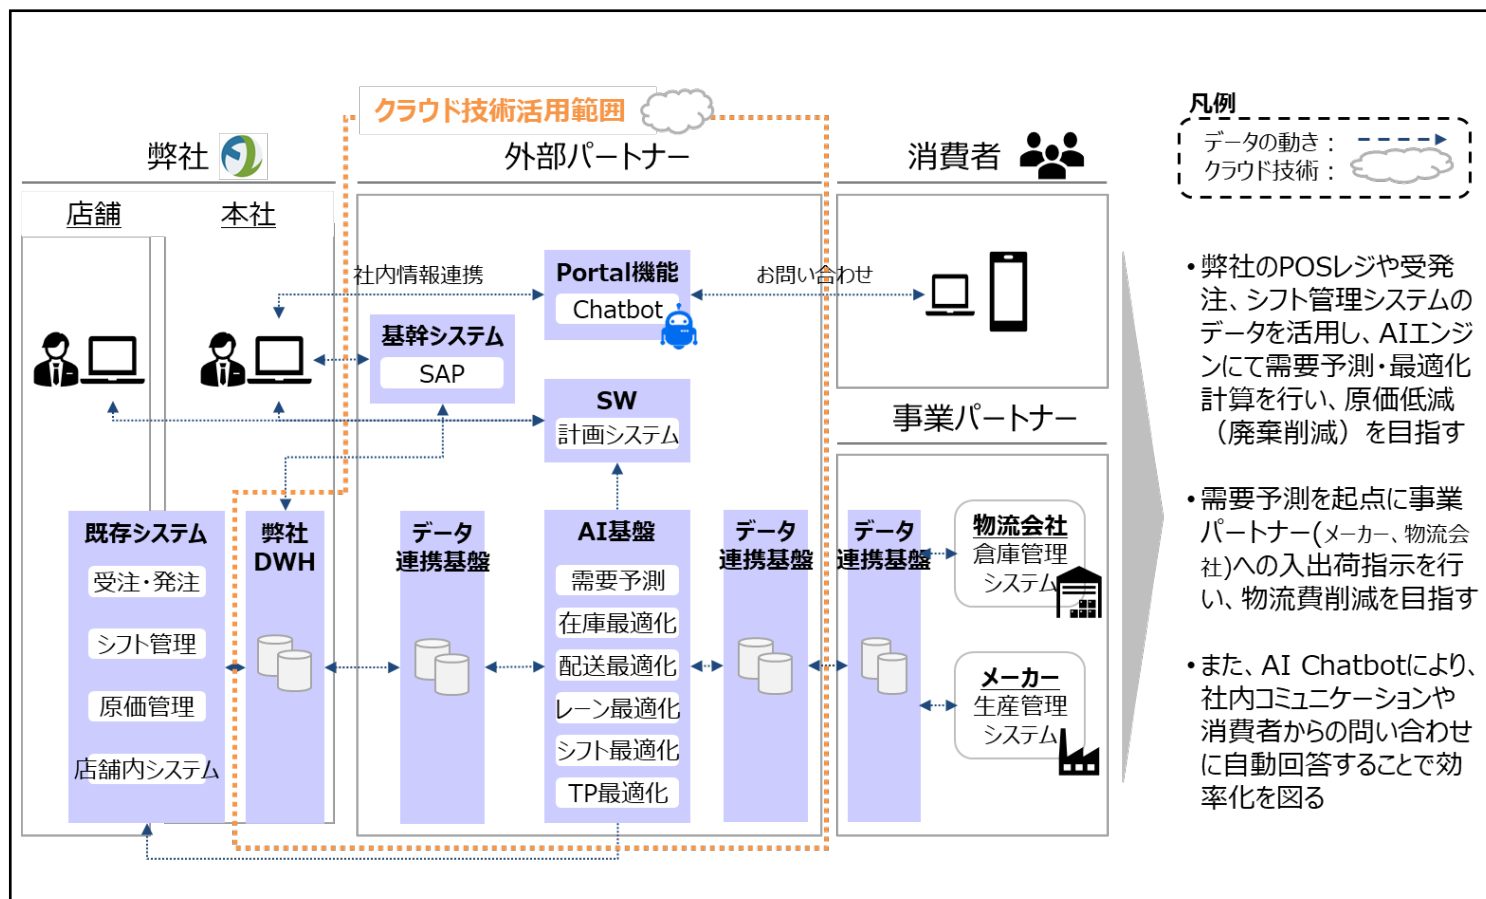 クラウド技術活用範囲
弊社
外部パートナー
消費者
凡例
データの動き：
クラウド技術：
店舗
本社
社内情報連携
Portal機能
Chatbot
お問い合わせ
基幹システム
SAP
SW
計画システム
事業パートナー
既存システム
受注・発注
シフト管理
原価管理
店舗内システム
弊社
DWH
データ
連携基盤
AI基盤
需要予測
在庫最適化
配送最適化
レーン最適化
シフト最適化
TP最適化
データ
連携基盤
データ
連携基盤
物流会社
倉庫管理
システム
メーカー
生産管理
システム
•弊社のPOSレジや受発
注、シフト管理システムの
データを活用し、AIエンジ
ンにて需要予測・最適化
計算を行い、原価低減
（廃棄削減）を目指す
•需要予測を起点に事業
パートナー(メーカー、物流会
社)への入出荷指示を行
い、物流費削減を目指す
•また、AI Chatbotにより、
社内コミュニケーションや
消費者からの問い合わせ
に自動回答することで効
率化を図る